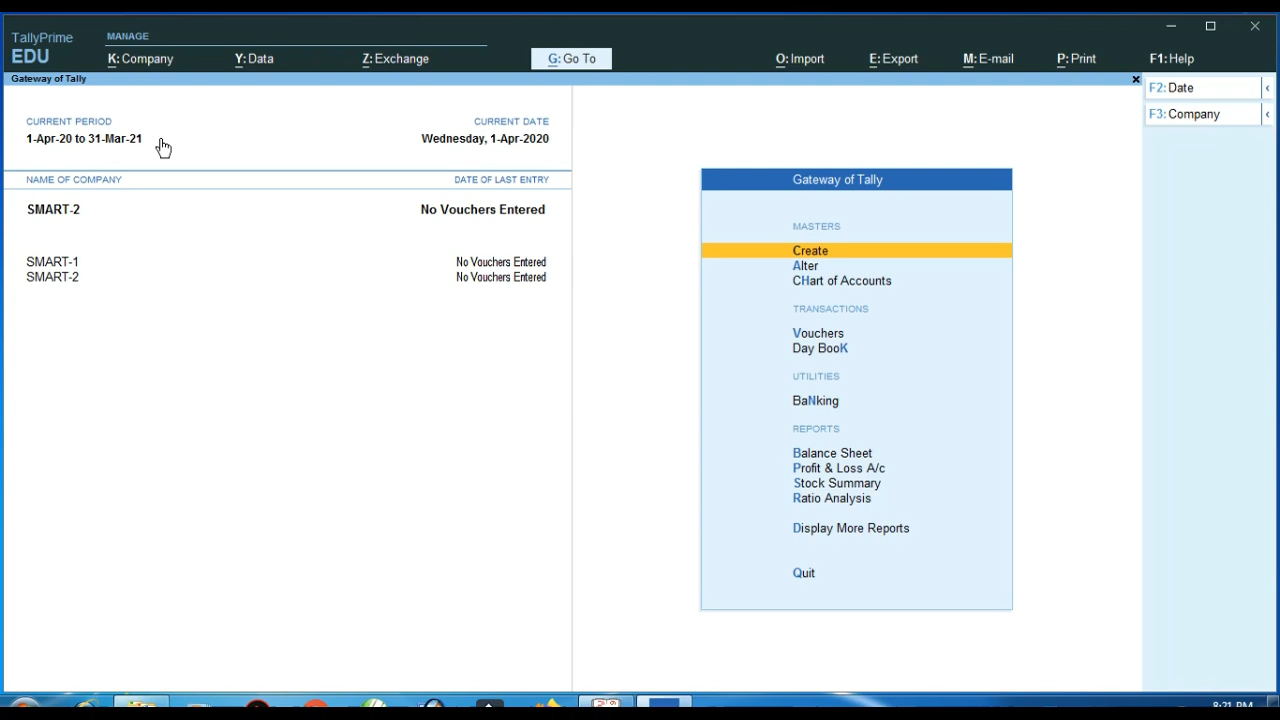 TallyPrime
EDU
MANAGE
K: Company
Y: Data
Z: Exchange
G: Go To
O: Import
E: Export
M: E-mail
P: Print
F1: Help
Gateway of Tally
F2: Date
F3: Company
CURRENT PERIOD
CURRENT DATE
1-Apr-20 to 31-Mar-21
Wednesday, 1-Apr-2020
NAME OF COMPANY
DATE OF LAST ENTRY
SMART-2
No Vouchers Entered
SMART-1
No Vouchers Entered
SMART-2
No Vouchers Entered
Gateway of Tally
MASTERS
Create
Alter
CHart of Accounts
TRANSACTIONS
Vouchers
Day BooK
UTILITIES
BaNking
REPORTS
Balance Sheet
Profit & Loss A/c
Stock Summary
Ratio Analysis
Display More Reports
Quit
8:21 PM